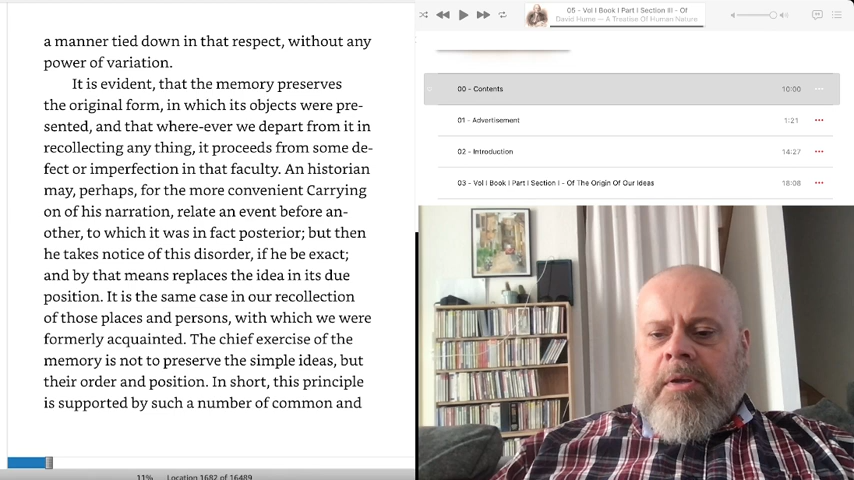 a manner tied down in that respect, without any
power of variation.
It is evident, that the memory preserves
the original form, in which its objects were pre-
sented, and that where-ever we depart from it in
recollecting any thing, it proceeds from some de-
fect or imperfection in that faculty. An historian
may, perhaps, for the more convenient Carrying
on of his narration, relate an event before an-
other, to which it was in fact posterior; but then
he takes notice of this disorder, if he be exact;
and by that means replaces the idea in its due
position. It is the same case in our recollection
of those places and persons, with which we were
formerly acquainted. The chief exercise of the
memory is not to preserve the simple ideas, but
their order and position. In short, this principle
is supported by such a number of common and
11% Location 1682 of 16489
05 - Vol I Book I Part I Section III - Of
David Hume — A Treatise Of Human Nature
00 - Contents 10:00
01 - Advertisement 1:21
02 - Introduction 14:27
03 - Vol I Book I Part I Section I - Of The Origin Of Our Ideas 18:08